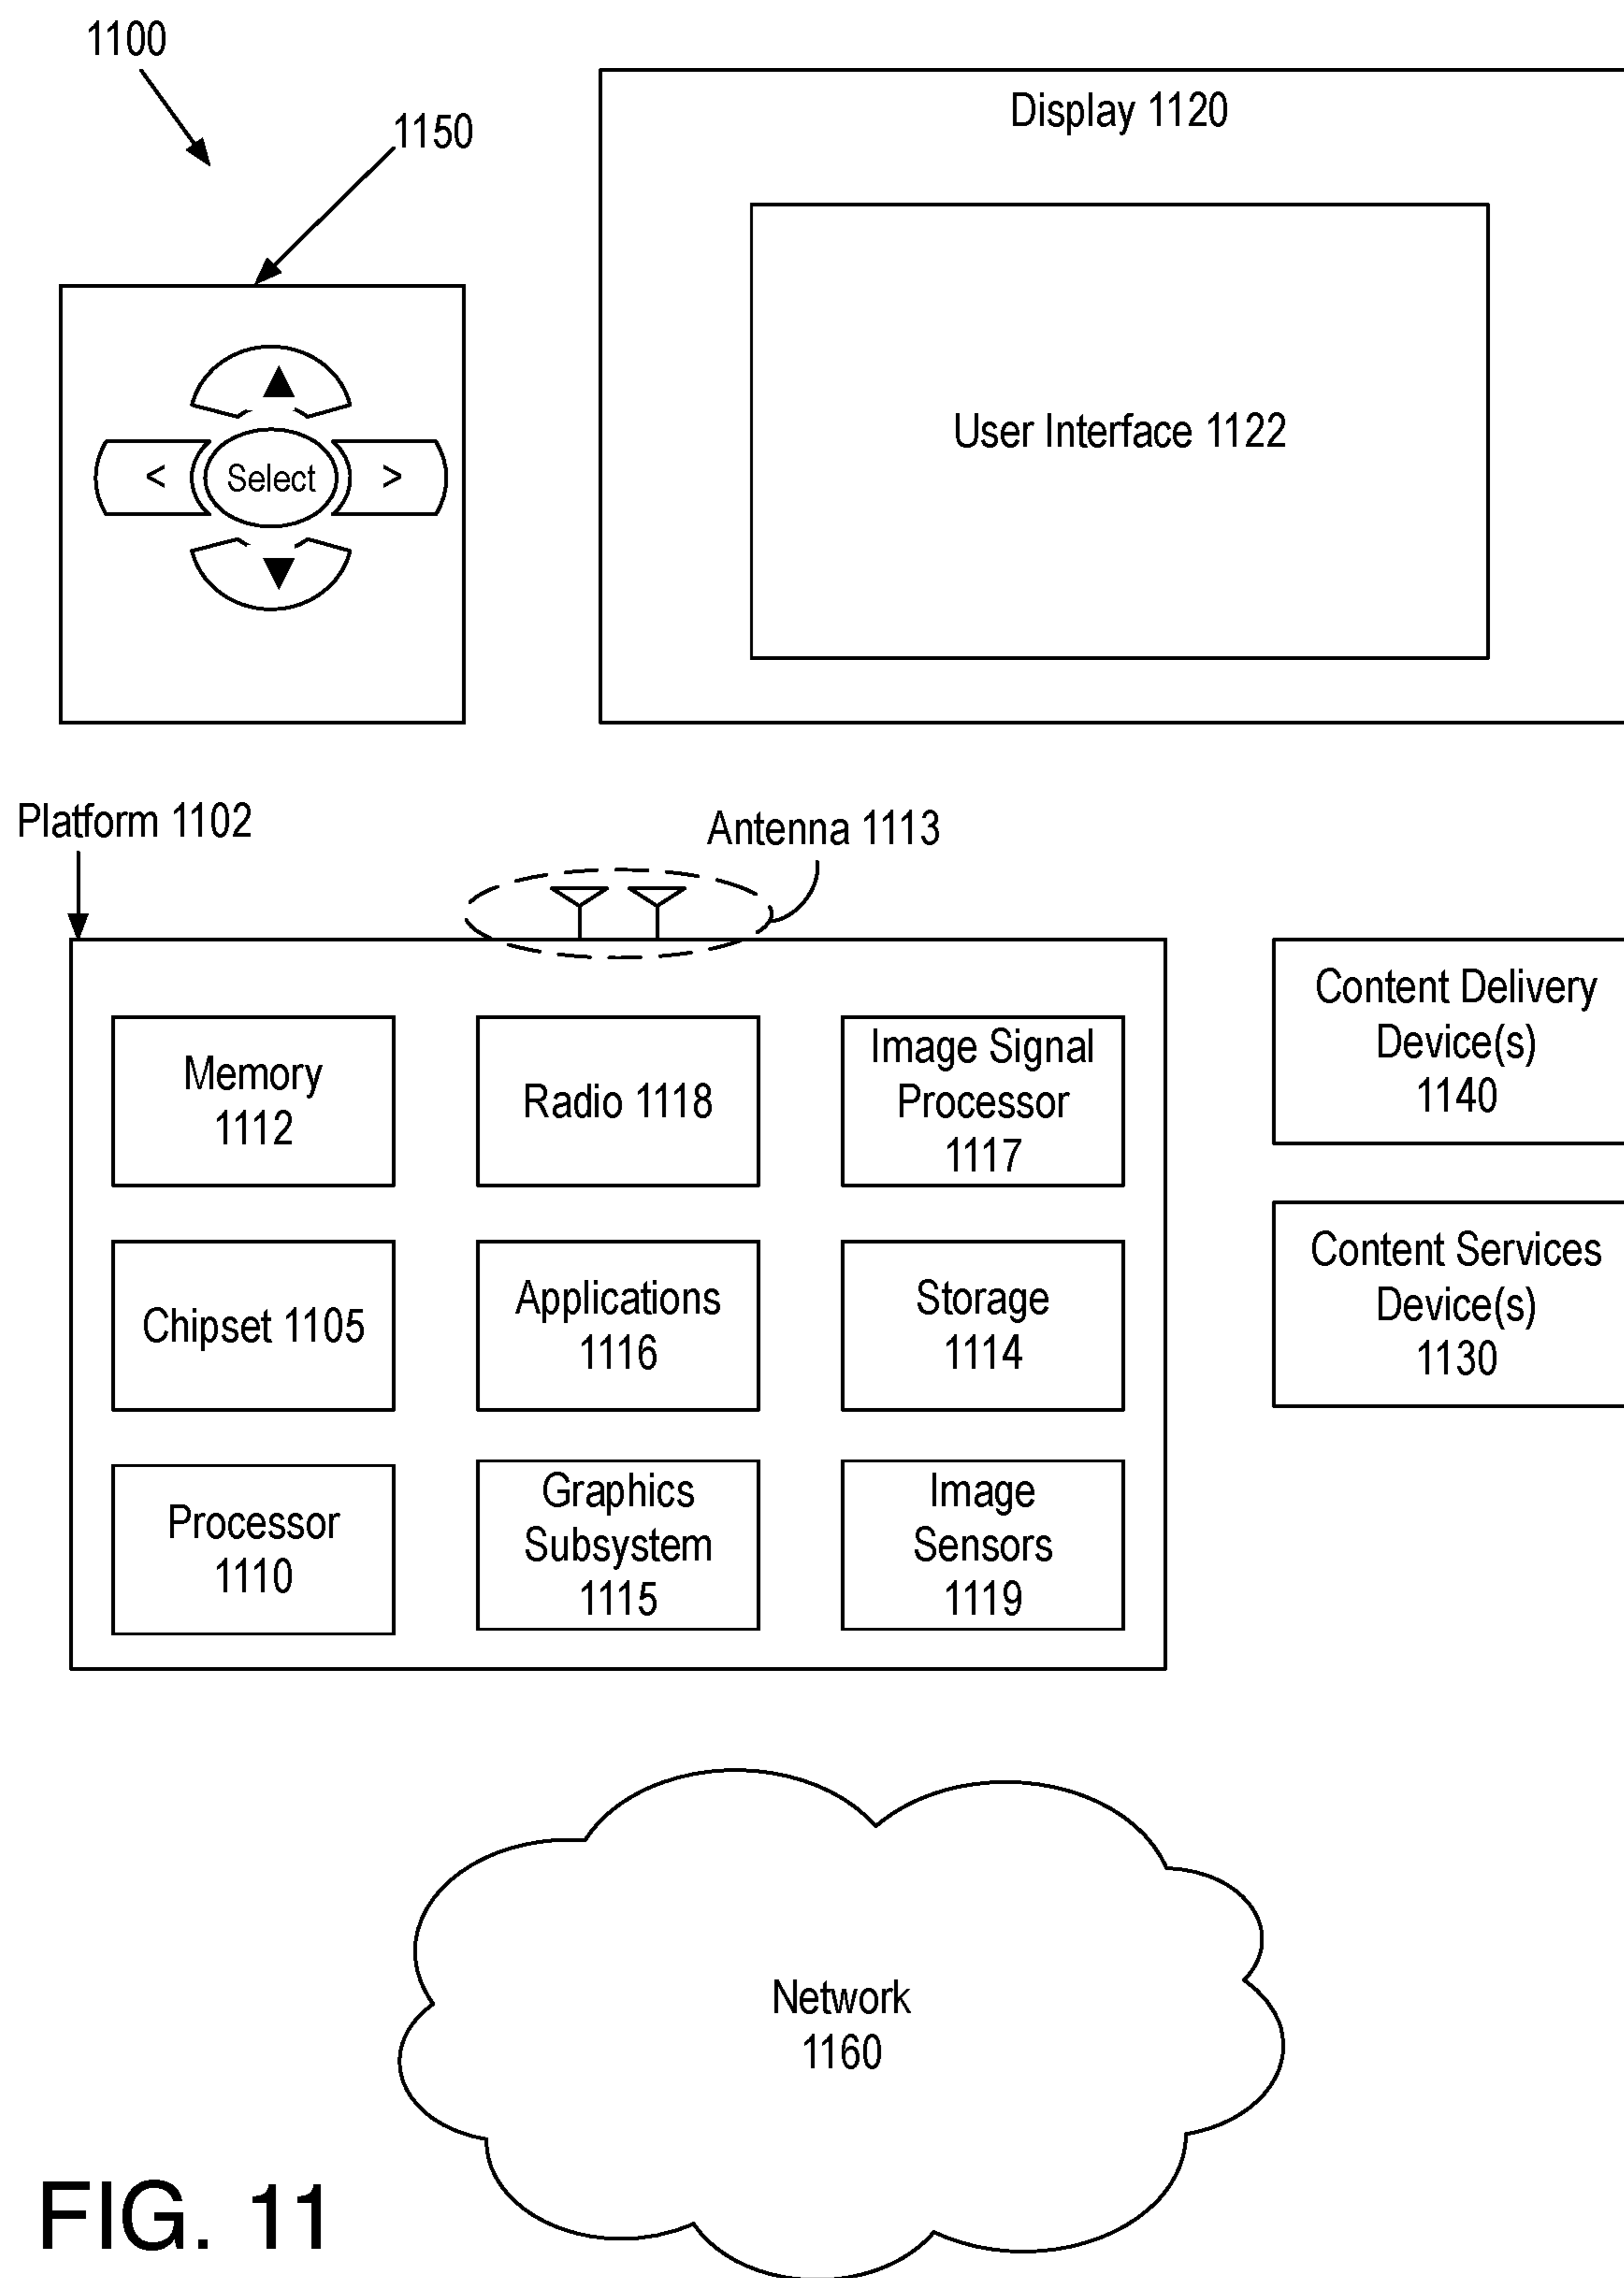 1100
1150
Display 1120
User Interface 1122
<
Select
>
Platform 1102
Antenna 1113
Memory
1112
Radio 1118
Image Signal
Processor
1117
Content Delivery
Device(s)
1140
Chipset 1105
Applications
1116
Storage
1114
Content Services
Device(s)
1130
Processor
1110
Graphics
Subsystem
1115
Image
Sensors
1119
Network
1160
FIG. 11